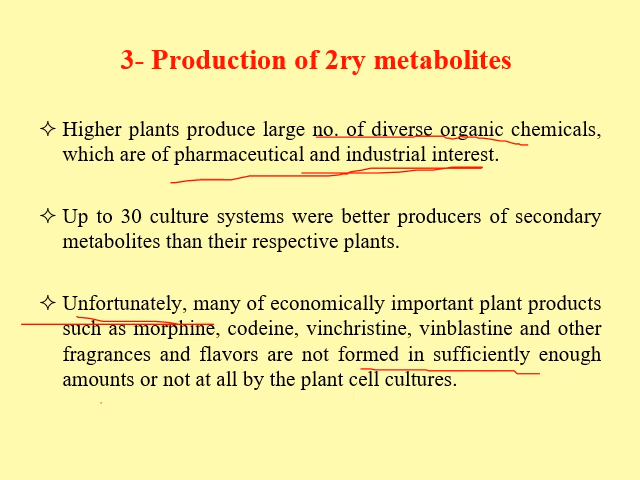 3- Production of 2ry metabolites
✧ Higher plants produce large no. of diverse organic chemicals,
which are of pharmaceutical and industrial interest.
✧ Up to 30 culture systems were better producers of secondary
metabolites than their respective plants.
✧ Unfortunately, many of economically important plant products
such as morphine, codeine, vinchristine, vinblastine and other
fragrances and flavors are not formed in sufficiently enough
amounts or not at all by the plant cell cultures.